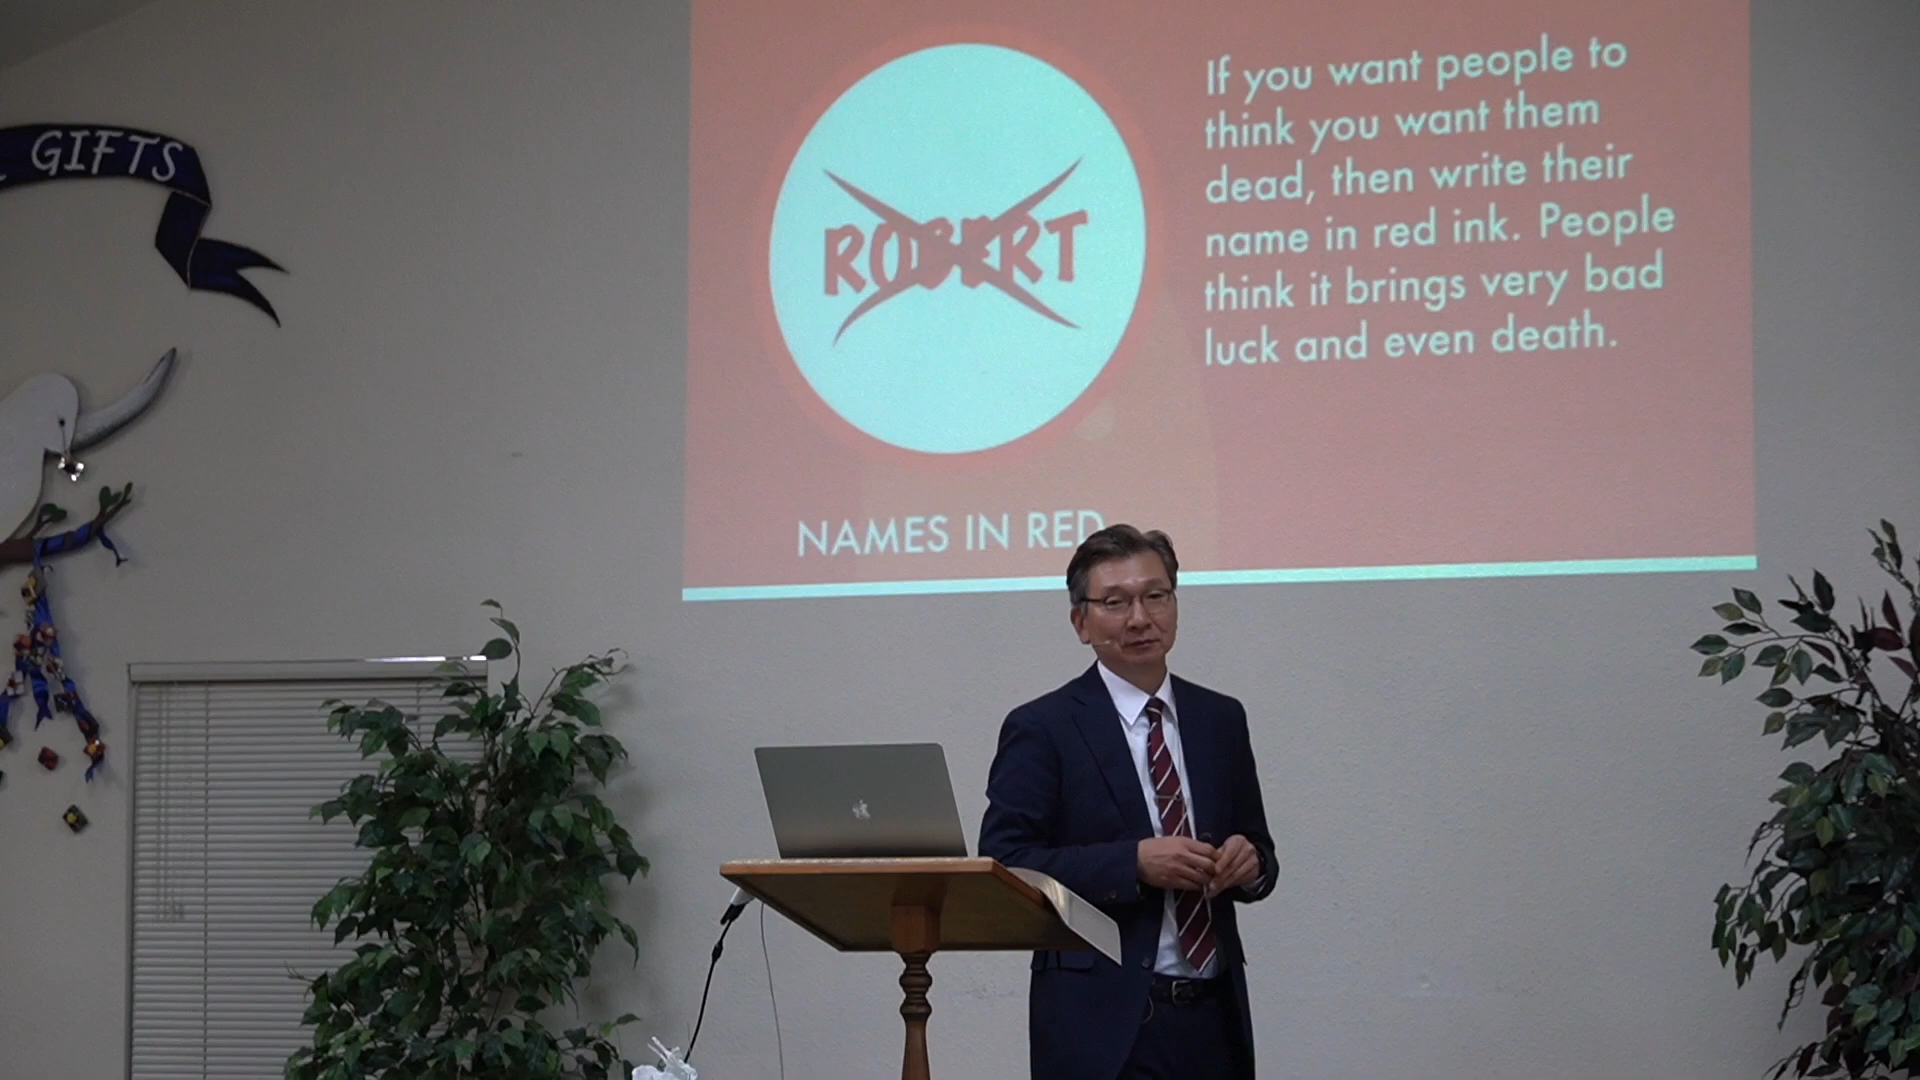 GIFTS
ROBERT
If you want people to
think you want them
dead, then write their
name in red ink. People
think it brings very bad
luck and even death.
NAMES IN RED